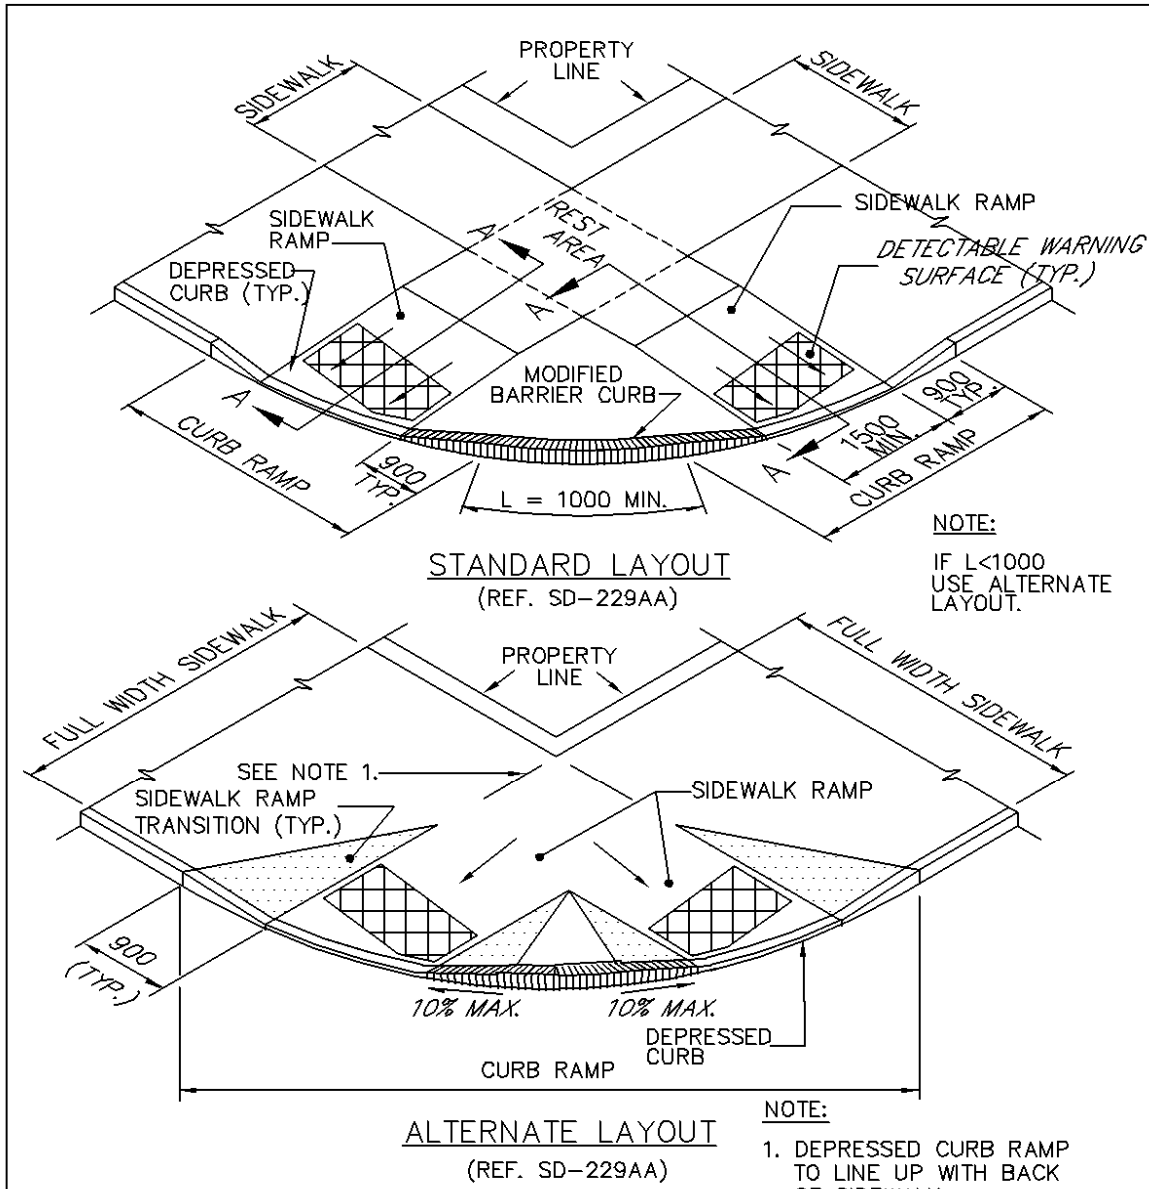 PROPERTY
LINE
SIDEWALK
SIDEWALK
SIDEWALK
RAMP
DEPRESSED
CURB (TYP.)
REST
AREA
A
A
SIDEWALK RAMP
DETECTABLE WARNING
SURFACE (TYP.)
MODIFIED
BARRIER CURB
A
A
CURB RAMP
900
TYP.
L = 1000 MIN.
1500
MIN.
900
TYP.
CURB RAMP
NOTE:
IF L<1000
USE ALTERNATE
LAYOUT.
STANDARD LAYOUT
(REF. SD-229AA)
FULL WIDTH SIDEWALK
PROPERTY
LINE
FULL WIDTH SIDEWALK
SEE NOTE 1.
SIDEWALK RAMP
TRANSITION (TYP.)
SIDEWALK RAMP
900
(TYP.)
10% MAX.
10% MAX.
DEPRESSED
CURB
CURB RAMP
ALTERNATE LAYOUT
(REF. SD-229AA)
NOTE:
1. DEPRESSED CURB RAMP
TO LINE UP WITH BACK